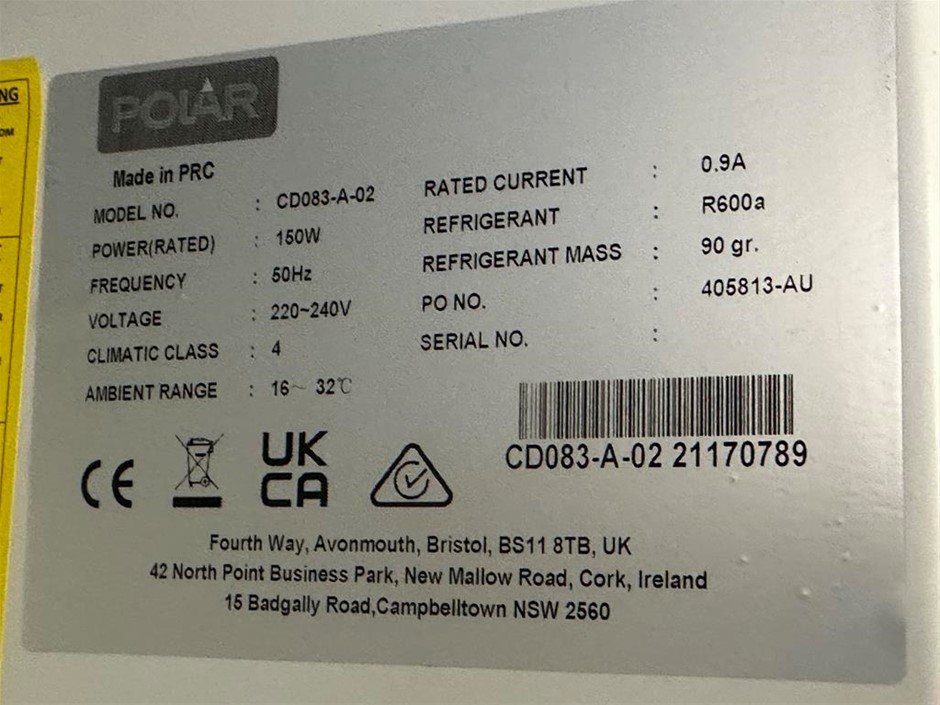 POLAR
Made in PRC
MODEL NO. : CD083-A-02
POWER(RATED) : 150W
FREQUENCY : 50Hz
VOLTAGE : 220~240V
CLIMATIC CLASS : 4
AMBIENT RANGE : 16~ 32℃
RATED CURRENT : 0.9A
REFRIGERANT : R600a
REFRIGERANT MASS : 90 gr.
PO NO. : 405813-AU
SERIAL NO. :
CD083-A-02 21170789
CE
UK
CA
Fourth Way, Avonmouth, Bristol, BS11 8TB, UK
42 North Point Business Park, New Mallow Road, Cork, Ireland
15 Badgally Road,Campbelltown NSW 2560
NG